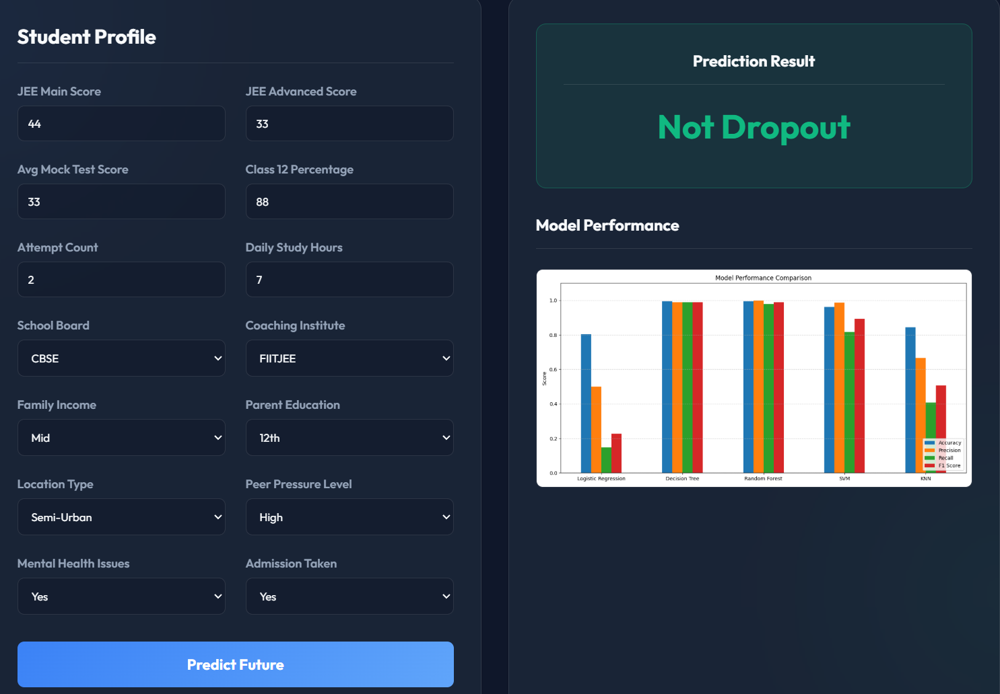 Student Profile
JEE Main Score
JEE Advanced Score
44
33
Avg Mock Test Score
Class 12 Percentage
33
88
Attempt Count
Daily Study Hours
2
7
School Board
Coaching Institute
CBSE
FIITJEE
Family Income
Parent Education
Mid
12th
Location Type
Peer Pressure Level
Semi-Urban
High
Mental Health Issues
Admission Taken
Yes
Yes
Predict Future
Prediction Result
Not Dropout
Model Performance
Model Performance Comparison
1.0
0.8
0.6
0.4
0.2
0.0
Score
Logistic Regression
Decision Tree
Random Forest
SVM
KNN
Accuracy
Precision
Recall
F1 Score